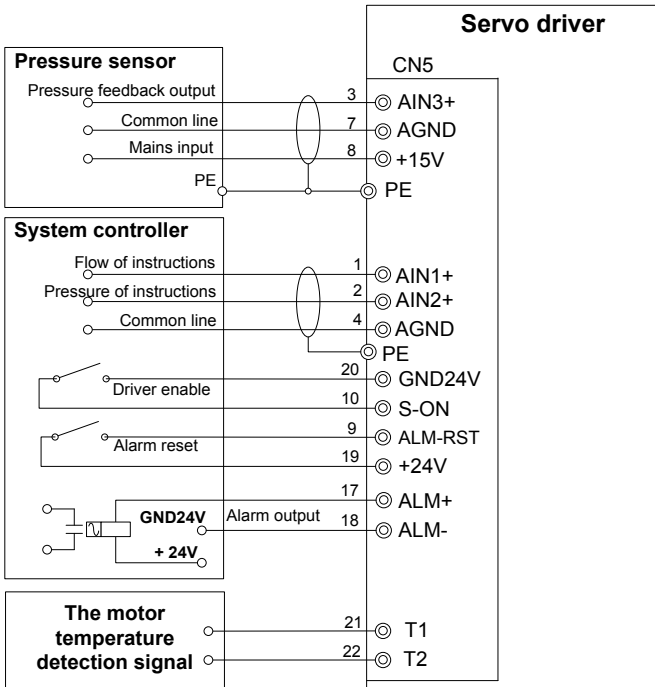 Servo driver
CN5
Pressure sensor
Pressure feedback output 3 AIN3+
Common line 7 AGND
Mains input 8 +15V
PE PE
System controller
Flow of instructions 1 AIN1+
Pressure of instructions 2 AIN2+
Common line 4 AGND
PE
20 GND24V
Driver enable
10 S-ON
9 ALM-RST
Alarm reset
19 +24V
17 ALM+
GND24V Alarm output 18 ALM-
+ 24V
The motor
temperature
detection signal
21 T1
22 T2